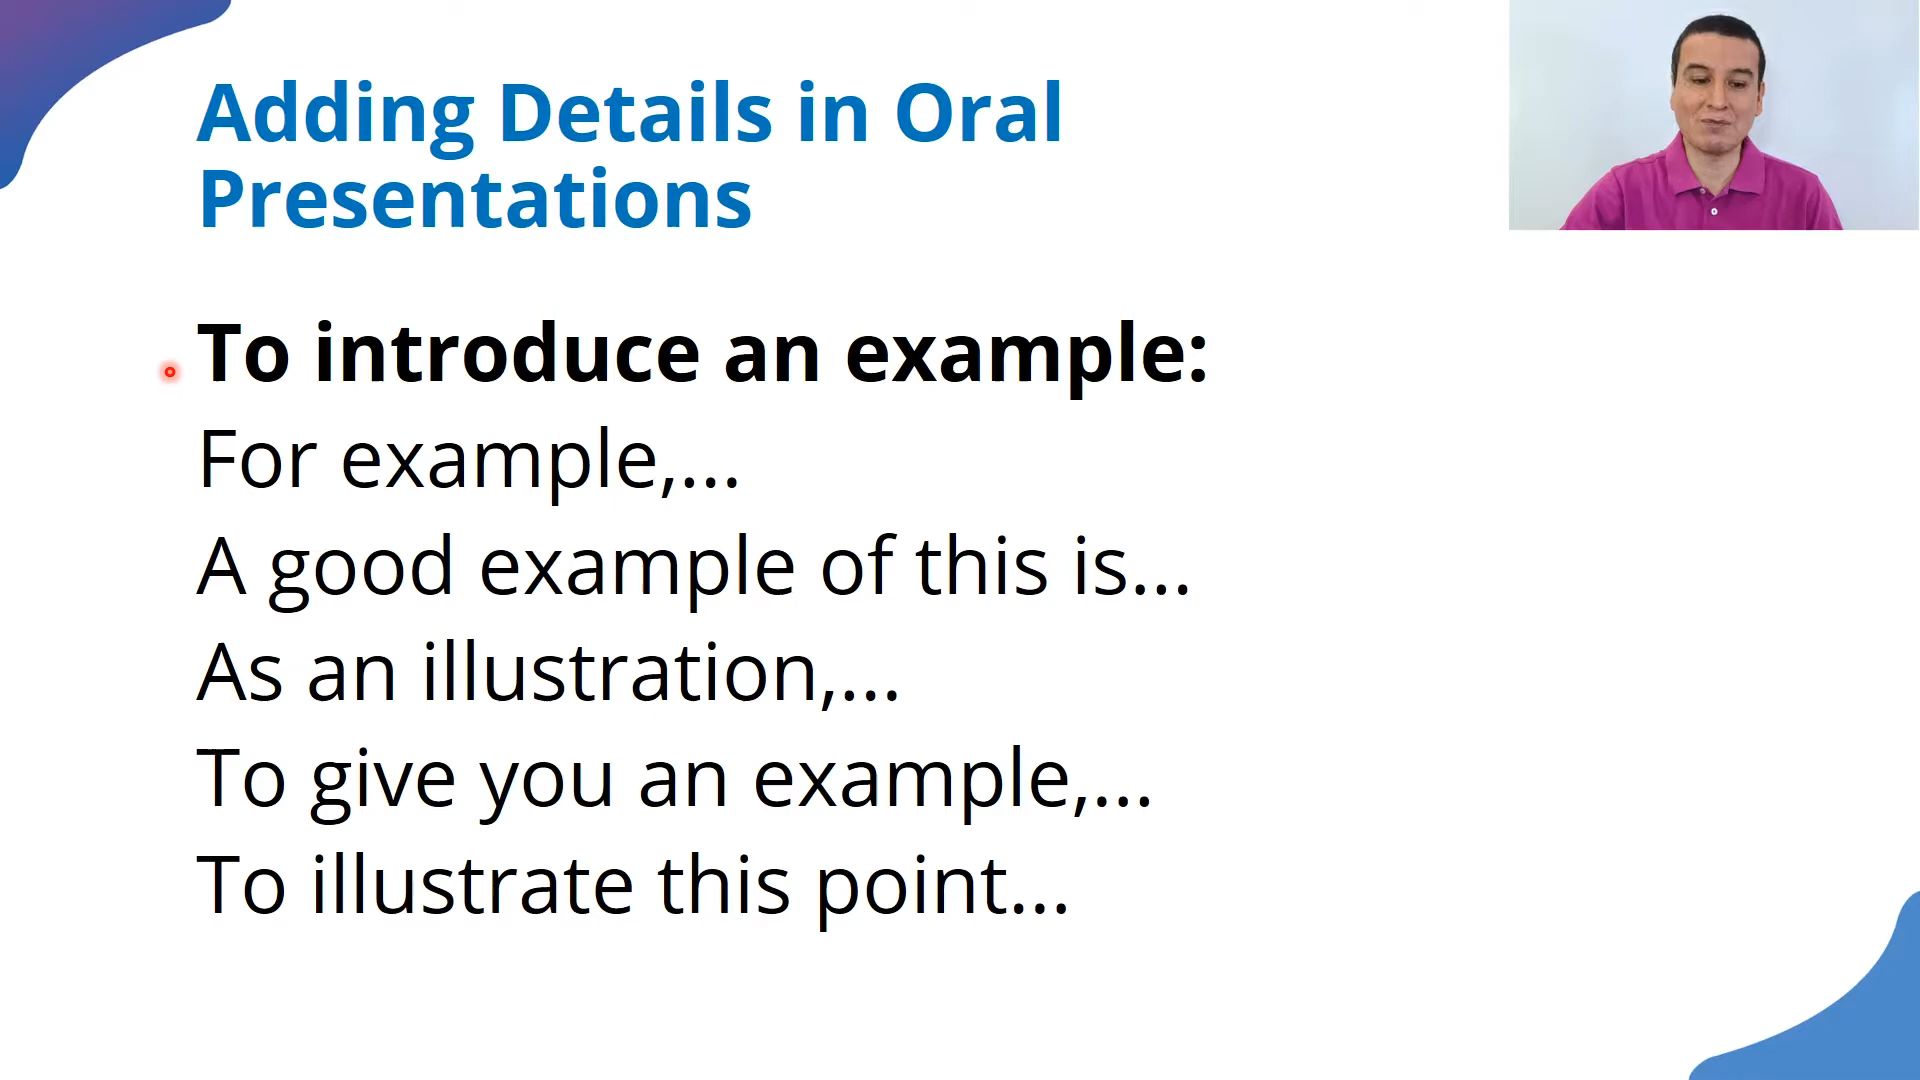 Adding Details in Oral
Presentations
To introduce an example:
For example,...
A good example of this is...
As an illustration,...
To give you an example,...
To illustrate this point...